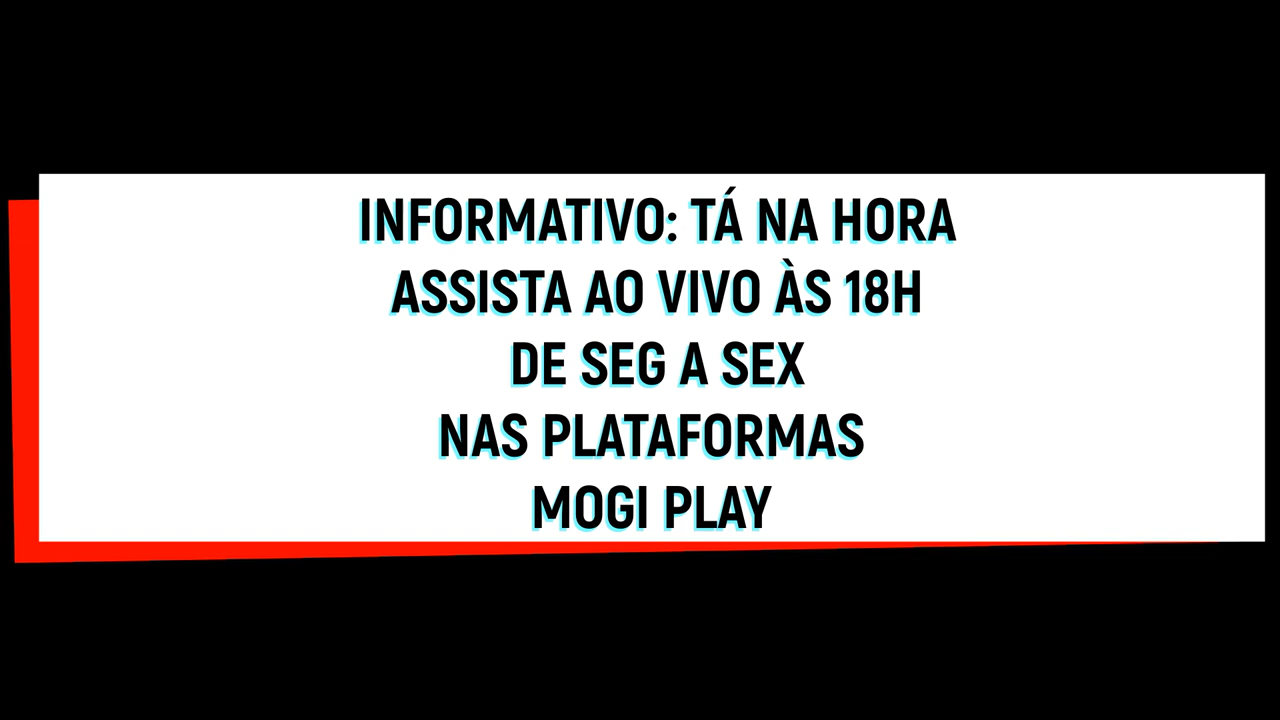 INFORMATIVO: TÁ NA HORA
ASSISTA AO VIVO ÀS 18H
DE SEG A SEX
NAS PLATAFORMAS
MOGI PLAY